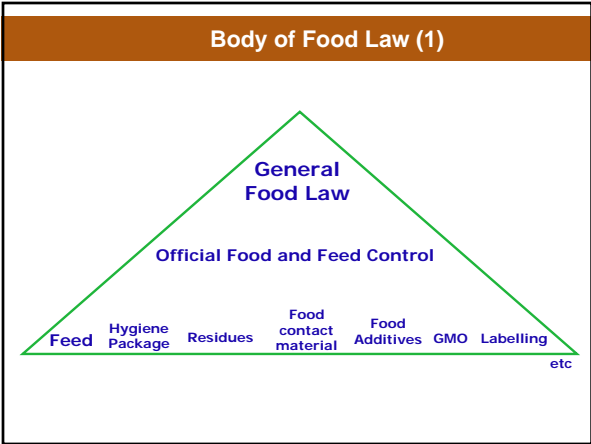 Body of Food Law (1)
General
Food Law
Official Food and Feed Control
Feed
Hygiene
Package
Residues
Food
contact
material
Food
Additives
GMO
Labelling
etc